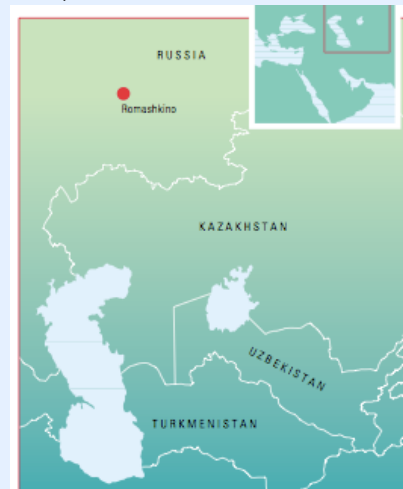 RUSSIA
Romashkino
KAZAKHSTAN
UZBEKISTAN
TURKMENISTAN